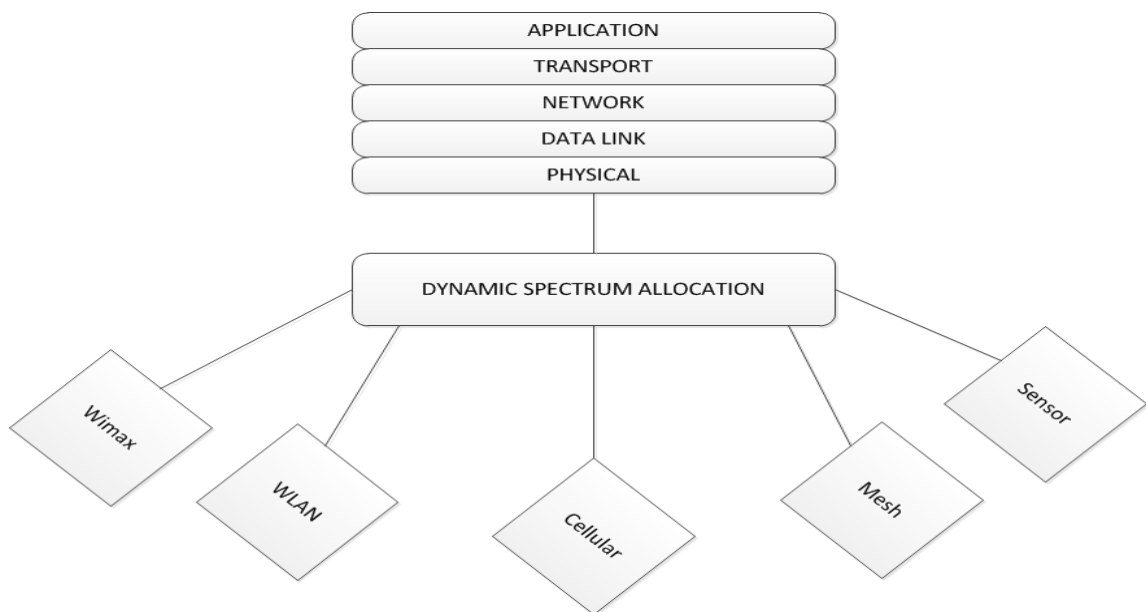 APPLICATION
TRANSPORT
NETWORK
DATA LINK
PHYSICAL
DYNAMIC SPECTRUM ALLOCATION
Wimax
WLAN
Cellular
Mesh
Sensor